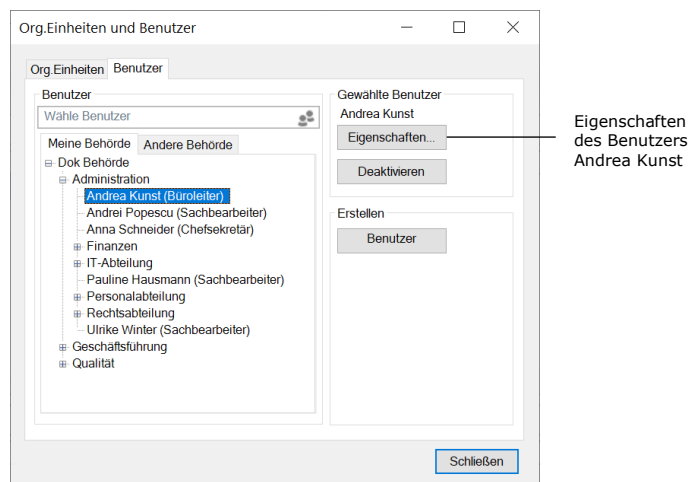 Org.Einheiten und Benutzer
Org.Einheiten Benutzer
Benutzer
Wähle Benutzer
Meine Behörde Andere Behörde
Dok Behörde
Administration
Andrea Kunst (Büroleiter)
Andrei Popescu (Sachbearbeiter)
Anna Schneider (Chefsekretär)
Finanzen
IT-Abteilung
Pauline Hausmann (Sachbearbeiter)
Personalabteilung
Rechtsabteilung
Ulrike Winter (Sachbearbeiter)
Geschäftsführung
Qualität
Gewählte Benutzer
Andrea Kunst
Eigenschaften...
Deaktivieren
Erstellen
Benutzer
Schließen
Eigenschaften
des Benutzers
Andrea Kunst